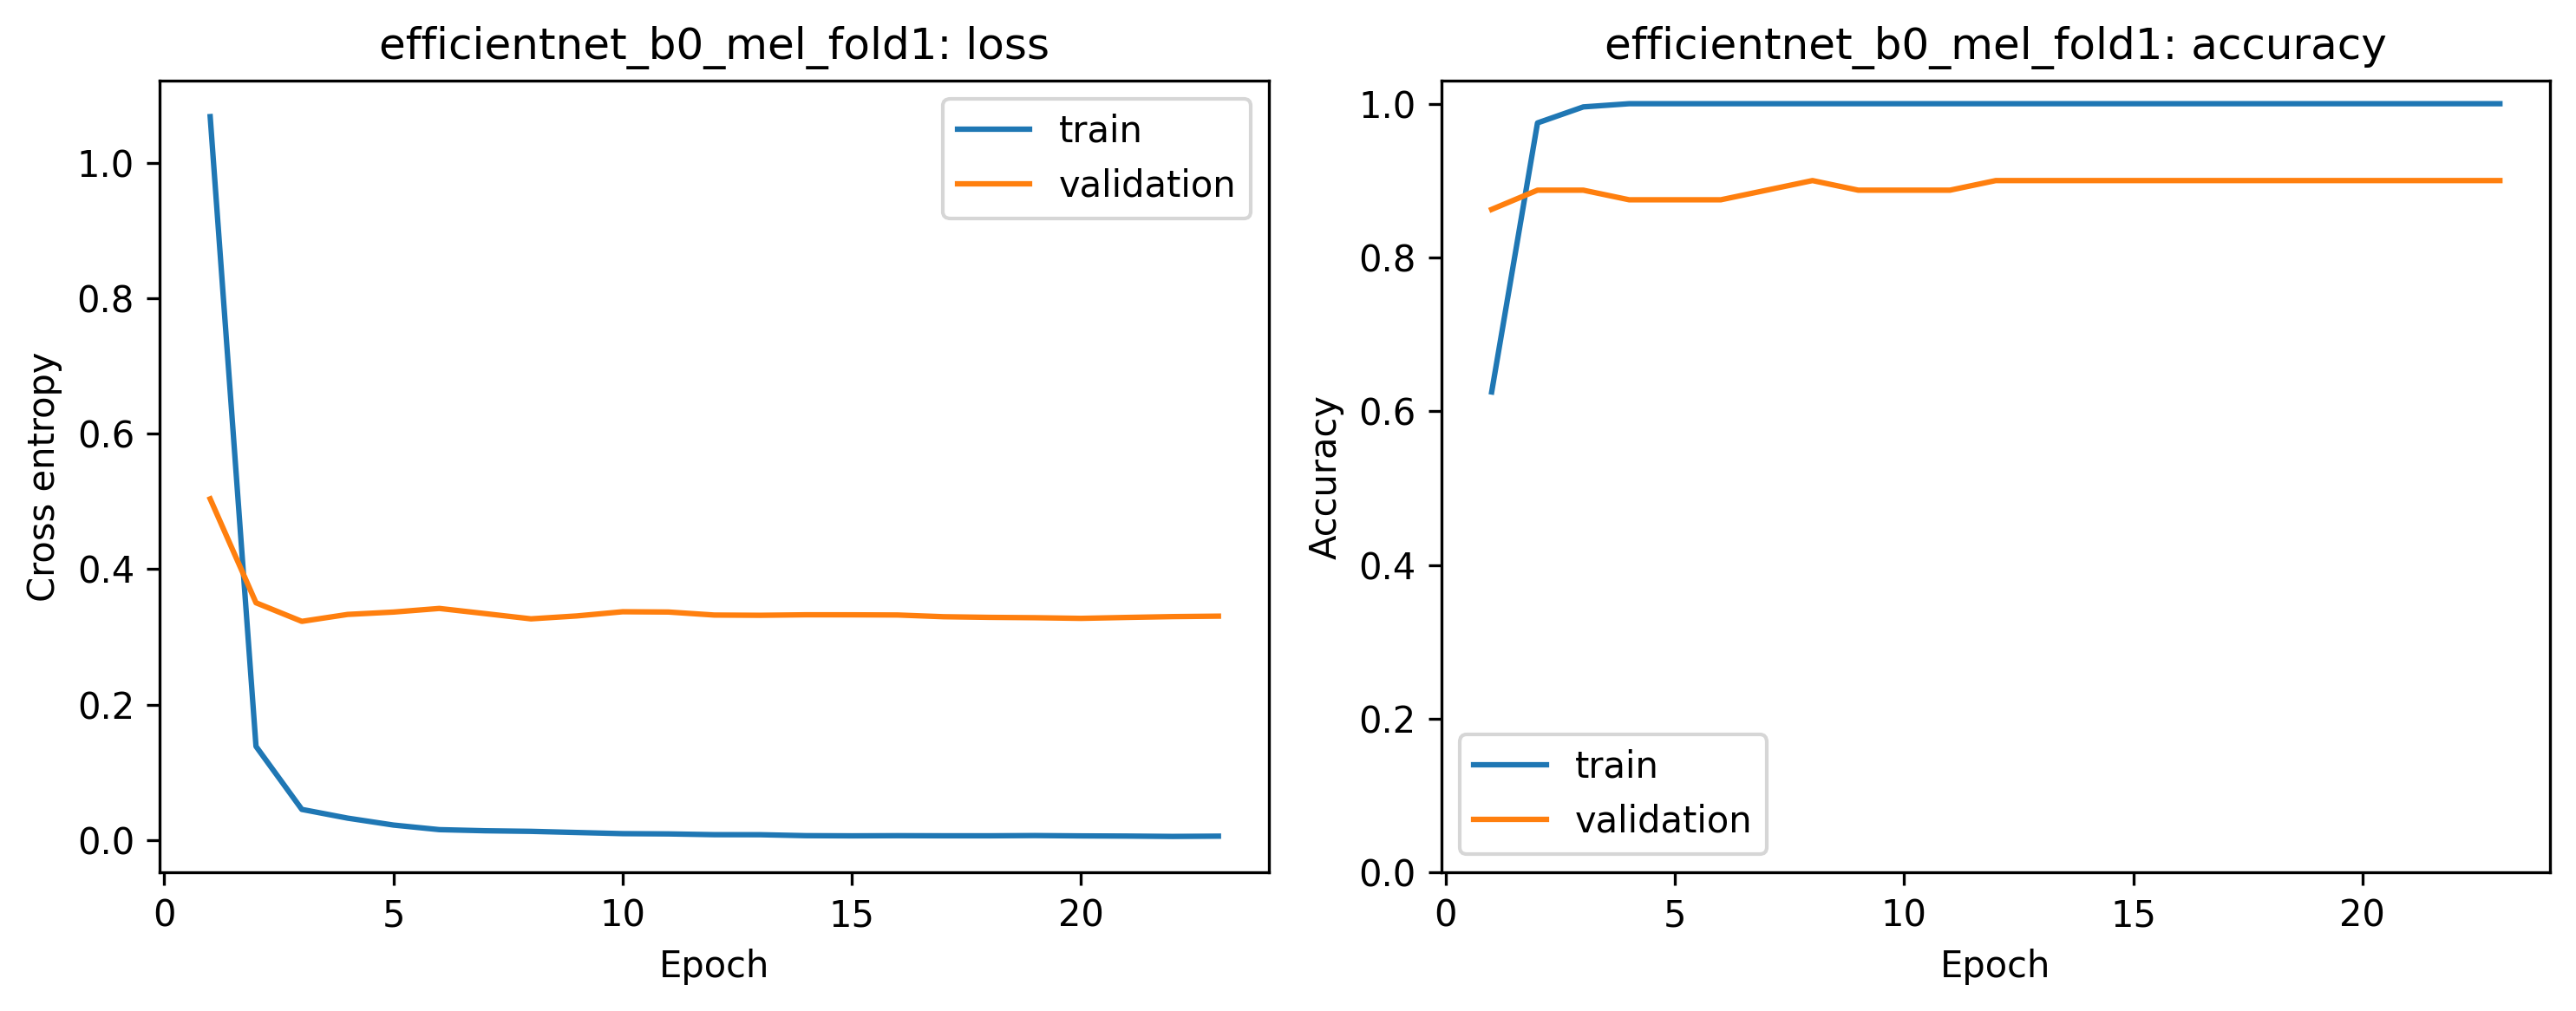 efficientnet_b0_mel_fold1: loss
train
validation
Cross entropy
1.0
0.8
0.6
0.4
0.2
0.0
0 5 10 15 20
Epoch
efficientnet_b0_mel_fold1: accuracy
Accuracy
1.0
0.8
0.6
0.4
0.2
0.0
train
validation
0 5 10 15 20
Epoch